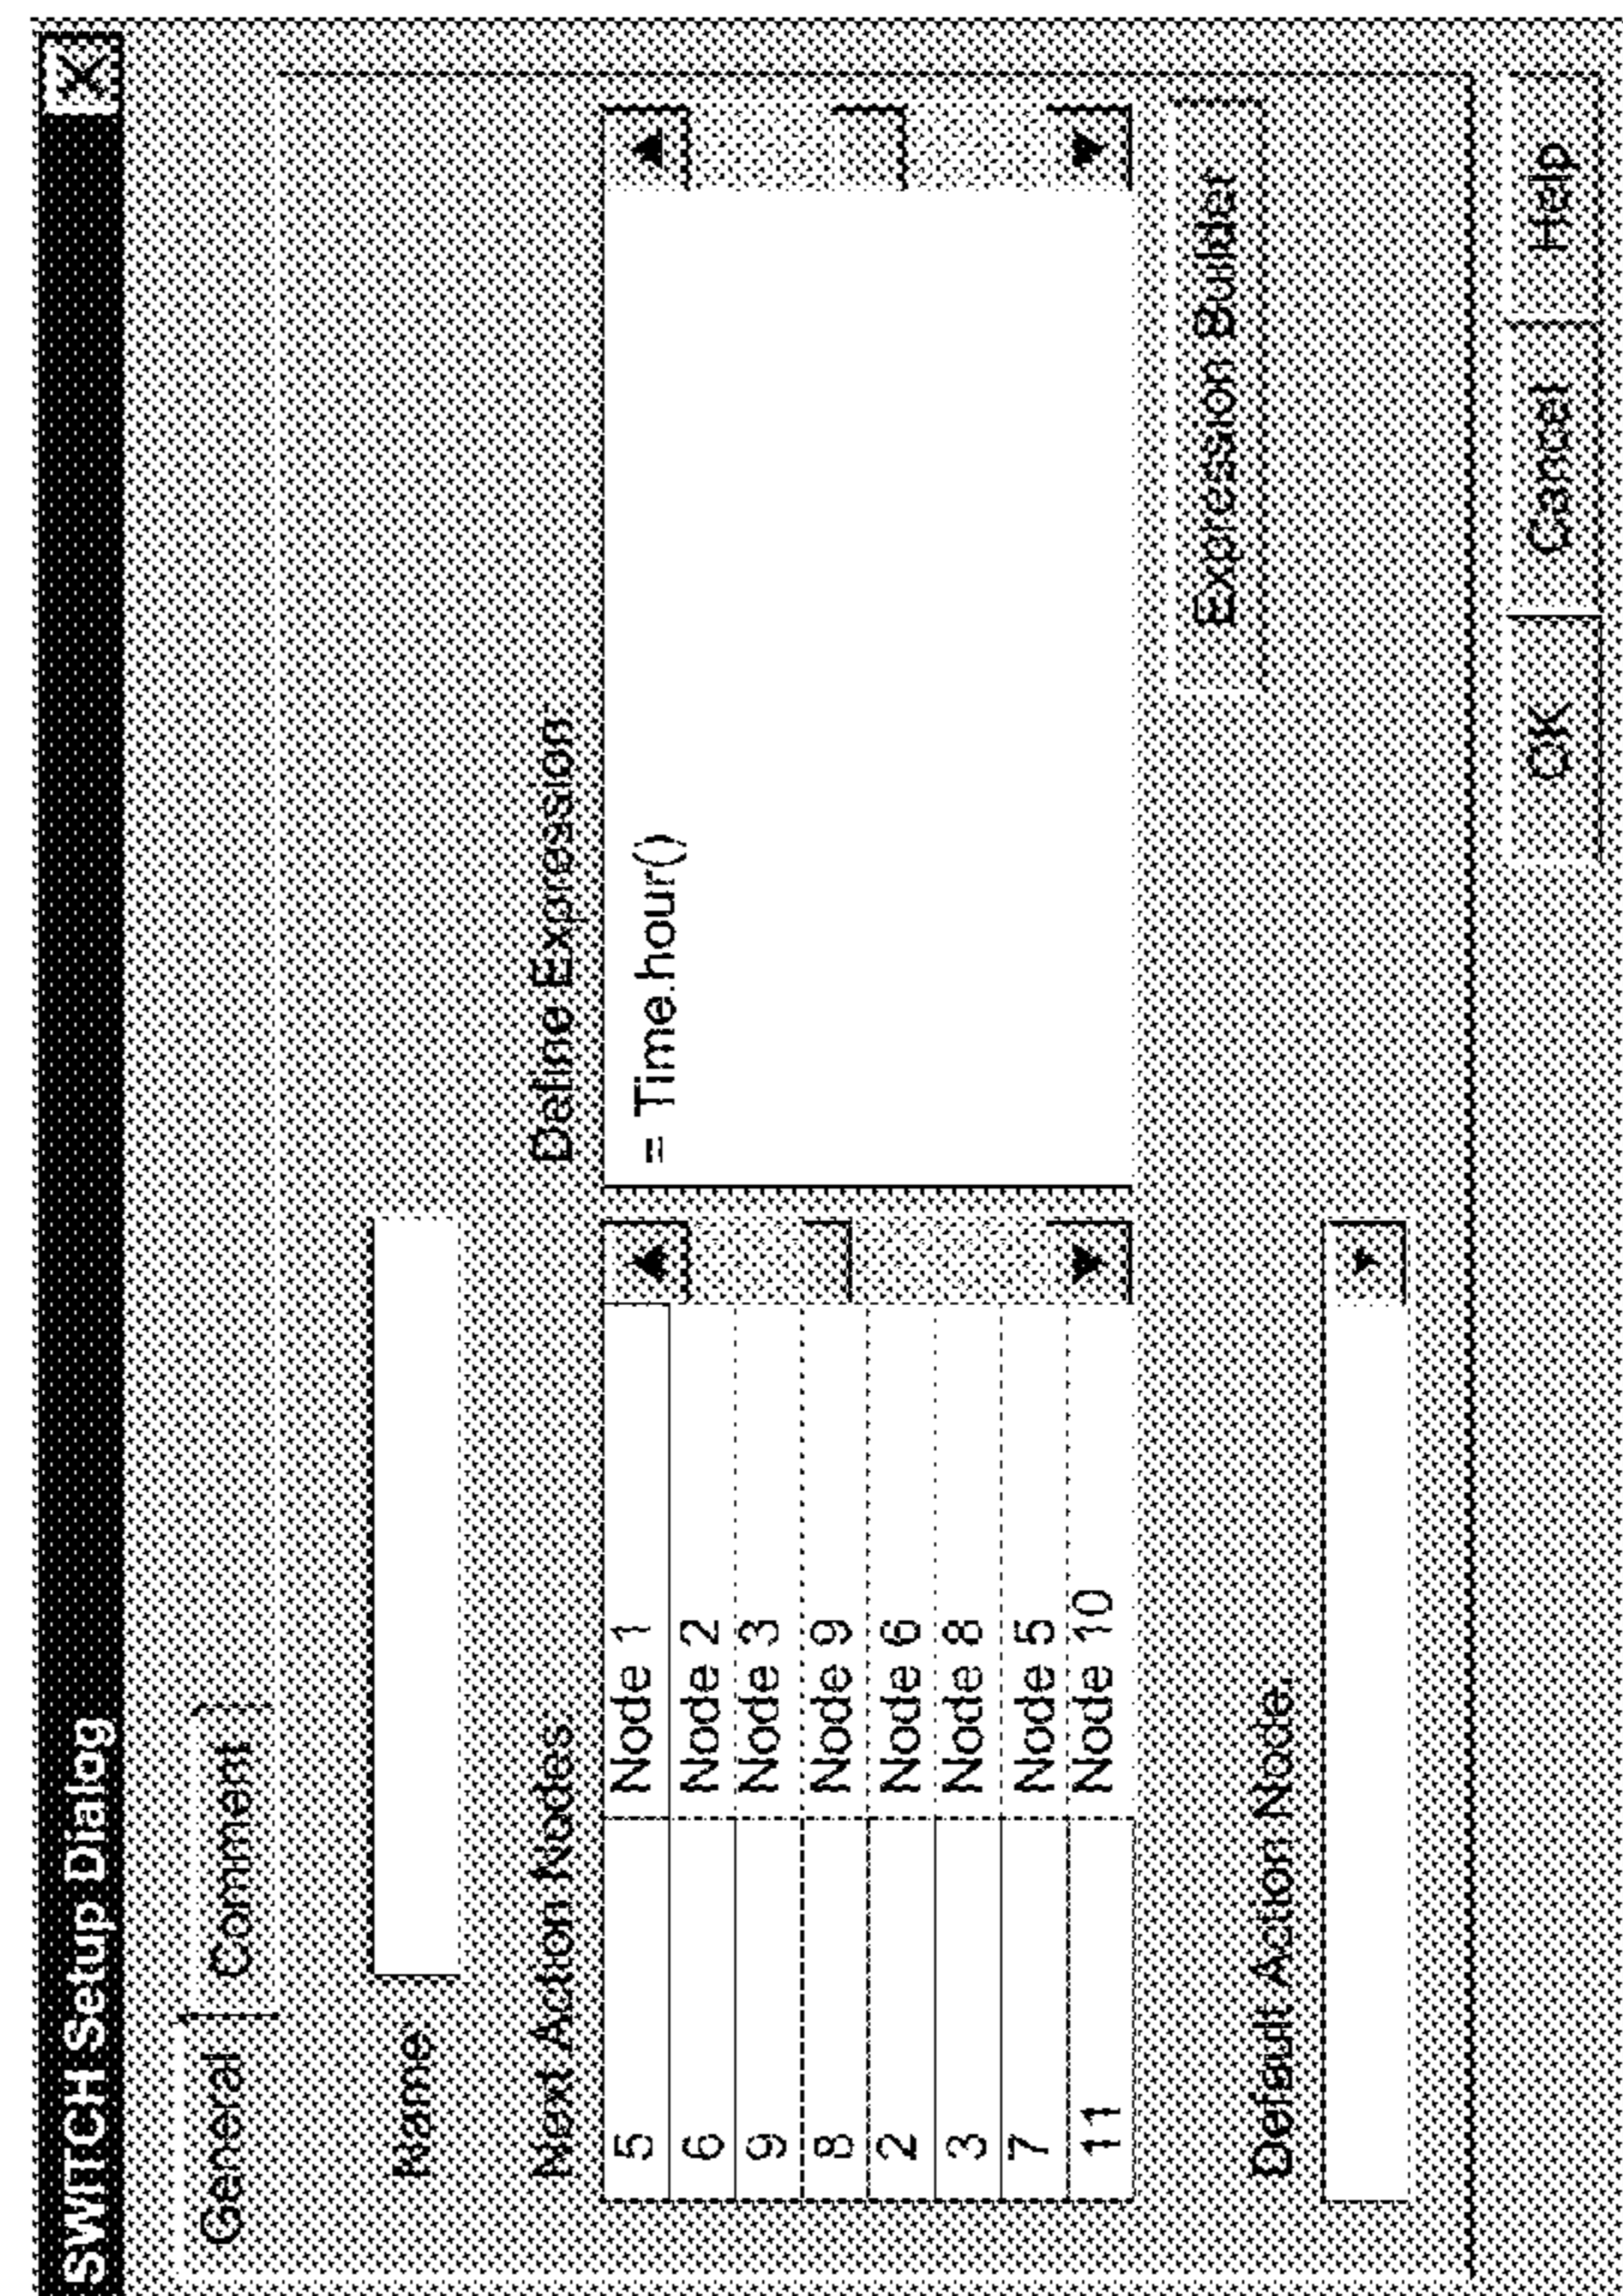 SWITCH Setup Dialog X
General Comment
Name
Next Action Nodes
Define Expression
5 Node 1
6 Node 2
9 Node 3
8 Node 9
2 Node 6
3 Node 8
7 Node 5
11 Node 10
= Time.hour()
Expression Builder
Default Action Node.
OK Cancel Help